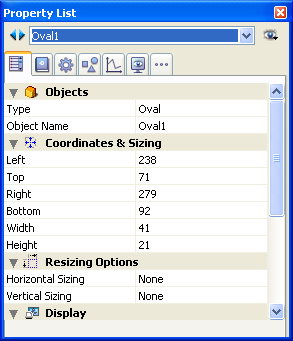 Property List
Oval1
Objects
Type Oval
Object Name Oval1
Coordinates & Sizing
Left 238
Top 71
Right 279
Bottom 92
Width 41
Height 21
Resizing Options
Horizontal Sizing None
Vertical Sizing None
Display